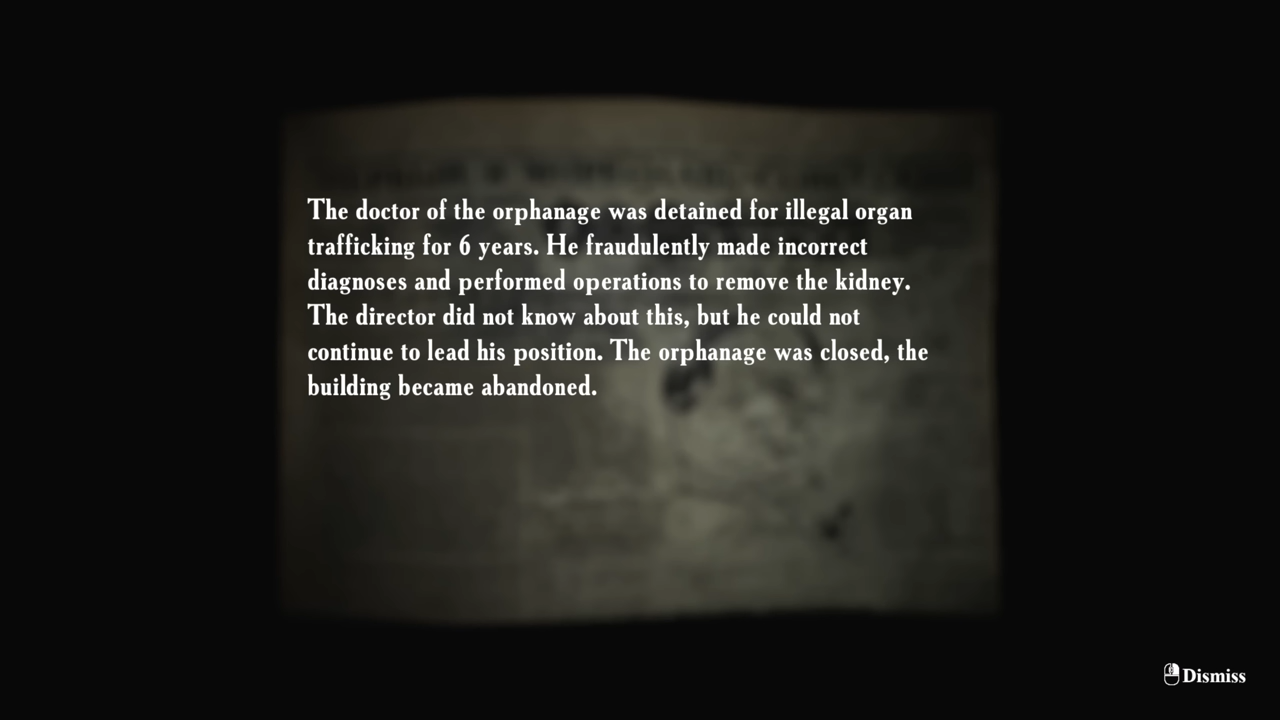 The doctor of the orphanage was detained for illegal organ
trafficking for 6 years. He fraudulently made incorrect
diagnoses and performed operations to remove the kidney.
The director did not know about this, but he could not
continue to lead his position. The orphanage was closed, the
building became abandoned.
Dismiss